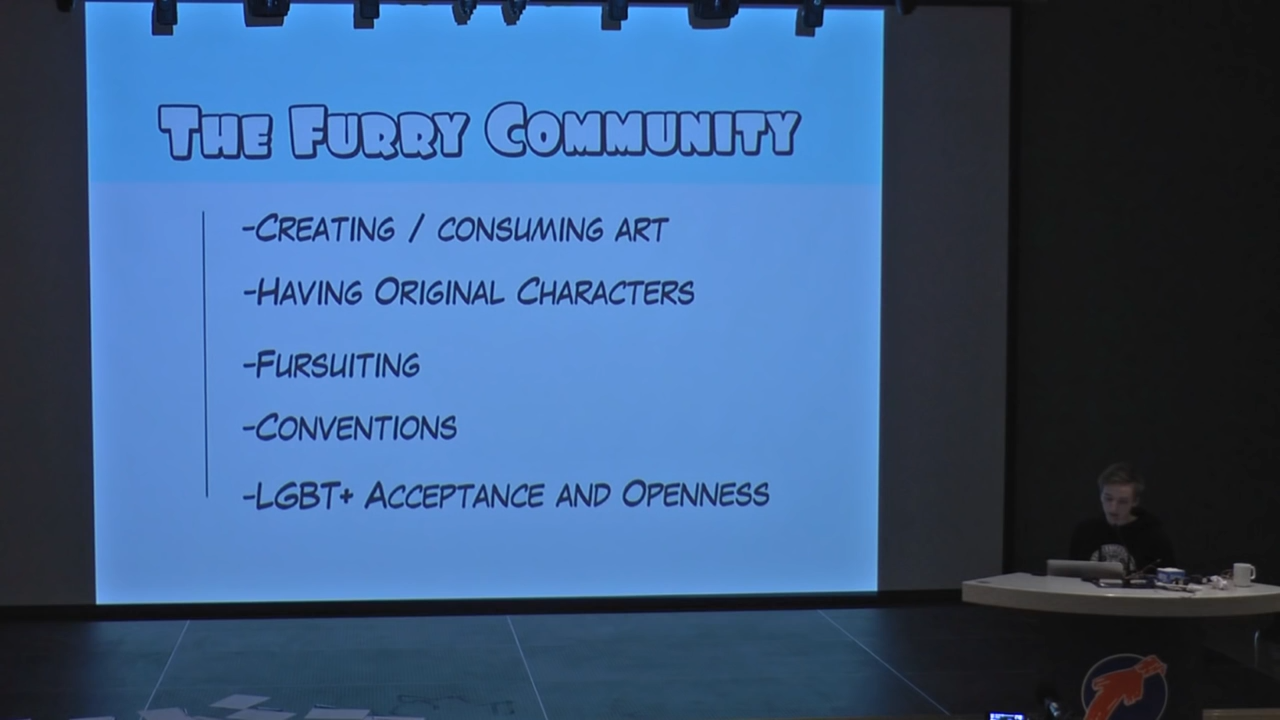 The Furry Community
-Creating / consuming art
-Having Original Characters
-Fursuiting
-Conventions
-LGBT+ Acceptance and Openness